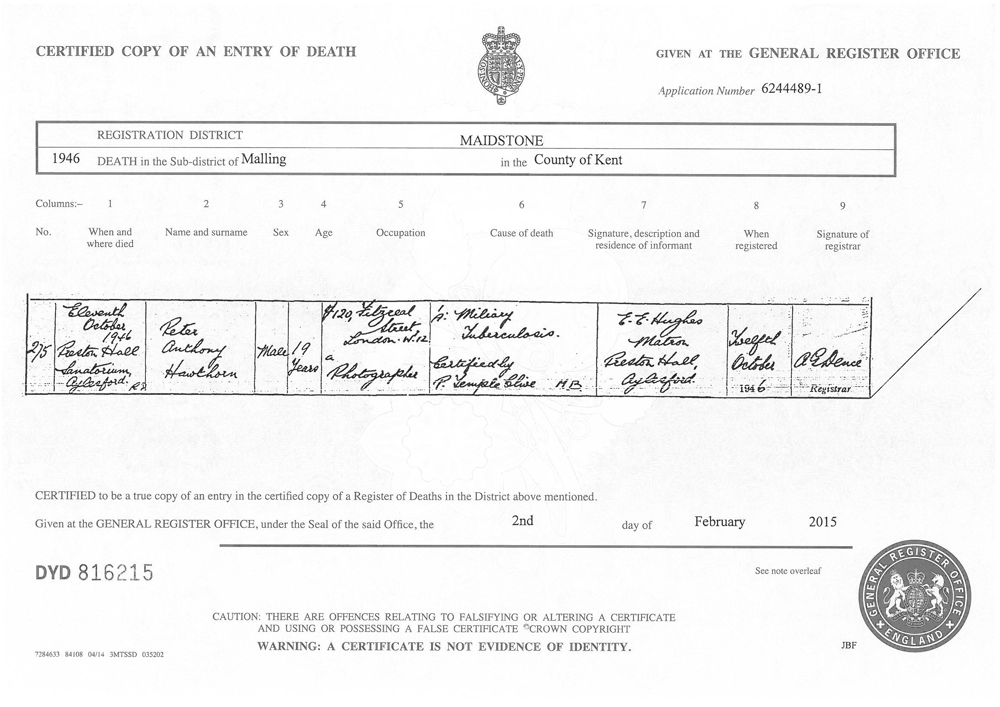 CERTIFIED COPY OF AN ENTRY OF DEATH
GIVEN AT THE GENERAL REGISTER OFFICE
HONI·SOIT AL·Y·PENSE
Application Number 6244489-1
REGISTRATION DISTRICT MAIDSTONE
1946 DEATH in the Sub-district of Malling in the County of Kent
Columns:– 1 2 3 4 5 6 7 8 9
No. When and where died
Name and surname
Sex
Age
Occupation
Cause of death
Signature, description and
residence of informant
When
registered
Signature of
registrar
275
Eleventh
October
1946
Preston Hall
Sanatorium,
Aylesford. R D
Peter
Anthony
Hawthorn
Male
19
Years
of 120, Fitzreal
Street,
London. W.12.
a
Photographer
Miliary
Tuberculosis.
Certified by
P. Temple Clive M.B.
E. E. Hughes
Matron
Preston Hall,
Aylesford.
Twelfth
October
1946
A E Dence
Registrar
CERTIFIED to be a true copy of an entry in the certified copy of a Register of Deaths in the District above mentioned.
Given at the GENERAL REGISTER OFFICE, under the Seal of the said Office, the 2nd day of February 2015
DYD 816215
See note overleaf
GENERAL REGISTER OFFICE
ENGLAND
CAUTION: THERE ARE OFFENCES RELATING TO FALSIFYING OR ALTERING A CERTIFICATE
AND USING OR POSSESSING A FALSE CERTIFICATE ©CROWN COPYRIGHT
WARNING: A CERTIFICATE IS NOT EVIDENCE OF IDENTITY.
7284633 84108 04/14 3MTSSD 035202
JBF